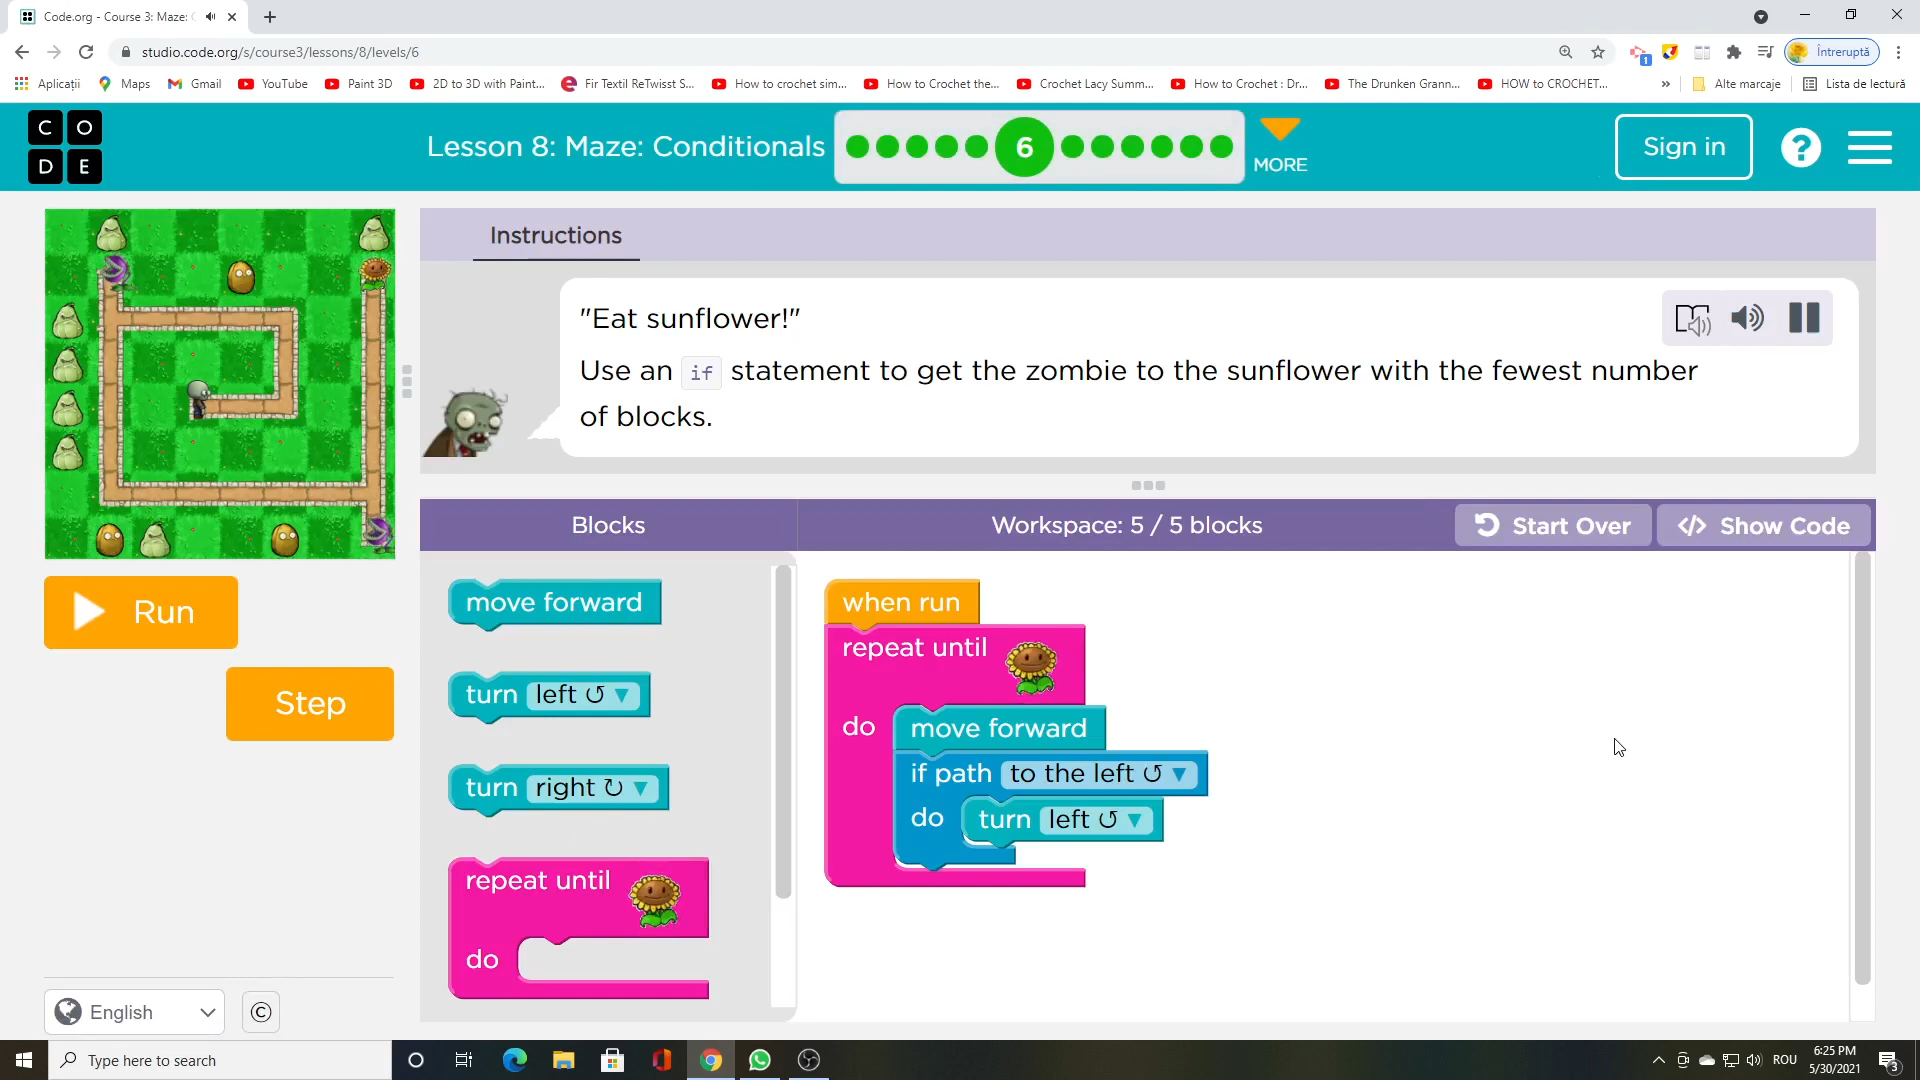 Code.org - Course 3: Maze: C
studio.code.org/s/course3/lessons/8/levels/6
1
Întreruptă
Aplicații
Maps
Gmail
YouTube
Paint 3D
2D to 3D with Paint...
Fir Textil ReTwisst S...
How to crochet sim...
How to Crochet the...
Crochet Lacy Summ...
How to Crochet : Dr...
The Drunken Grann...
HOW to CROCHET...
»
Alte marcaje
Lista de lectură
C O
D E
Lesson 8: Maze: Conditionals
6
MORE
Sign in
?
Instructions
"Eat sunflower!"
Use an if statement to get the zombie to the sunflower with the fewest number
of blocks.
Blocks
Workspace: 5 / 5 blocks
Start Over
</> Show Code
Run
Step
move forward
turn left ↺ ▼
turn right ↻ ▼
repeat until
do
when run
repeat until
do
move forward
if path to the left ↺ ▼
do
turn left ↺ ▼
English
©
Type here to search
ROU
6:25 PM
5/30/2021
3